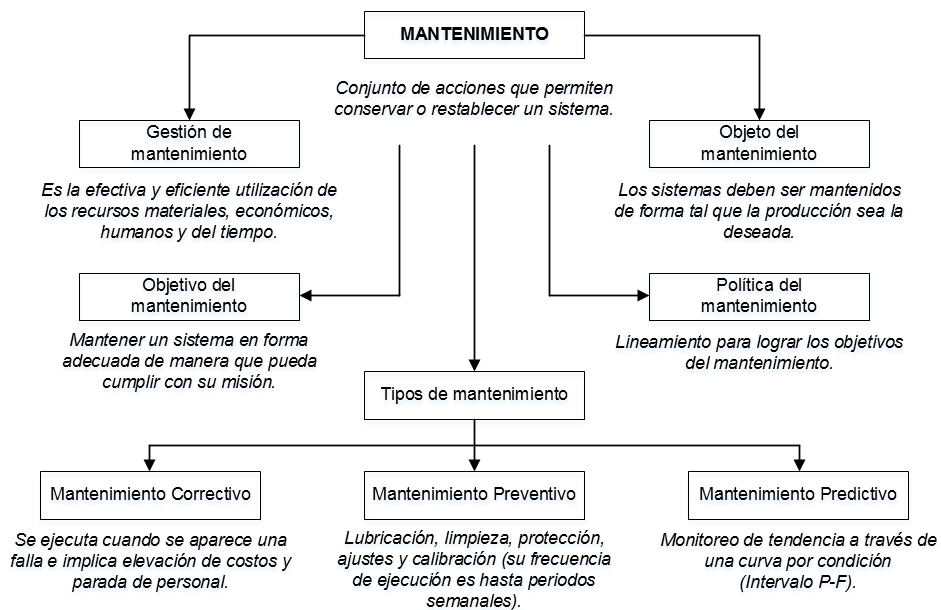 MANTENIMIENTO
Conjunto de acciones que permiten
conservar o restablecer un sistema.
Gestión de
mantenimiento
Es la efectiva y eficiente utilización de
los recursos materiales, económicos,
humanos y del tiempo.
Objeto del
mantenimiento
Los sistemas deben ser mantenidos
de forma tal que la producción sea la
deseada.
Objetivo del
mantenimiento
Mantener un sistema en forma
adecuada de manera que pueda
cumplir con su misión.
Política del
mantenimiento
Lineamiento para lograr los objetivos
del mantenimiento.
Tipos de mantenimiento
Mantenimiento Correctivo
Se ejecuta cuando se aparece una
falla e implica elevación de costos y
parada de personal.
Mantenimiento Preventivo
Lubricación, limpieza, protección,
ajustes y calibración (su frecuencia
de ejecución es hasta periodos
semanales).
Mantenimiento Predictivo
Monitoreo de tendencia a través de
una curva por condición
(Intervalo P-F).